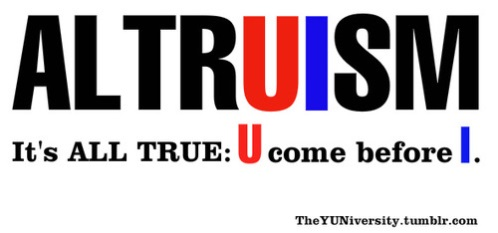 ALTRUISM
It's ALL TRUE: U come before I.
TheYUNiversity.tumblr.com